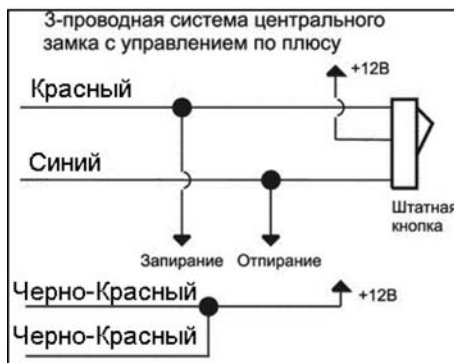 3-проводная система центрального
замка с управлением по плюсу
+12В
Красный
Синий
Штатная
кнопка
Запирание Отпирание
Черно-Красный
+12В
Черно-Красный